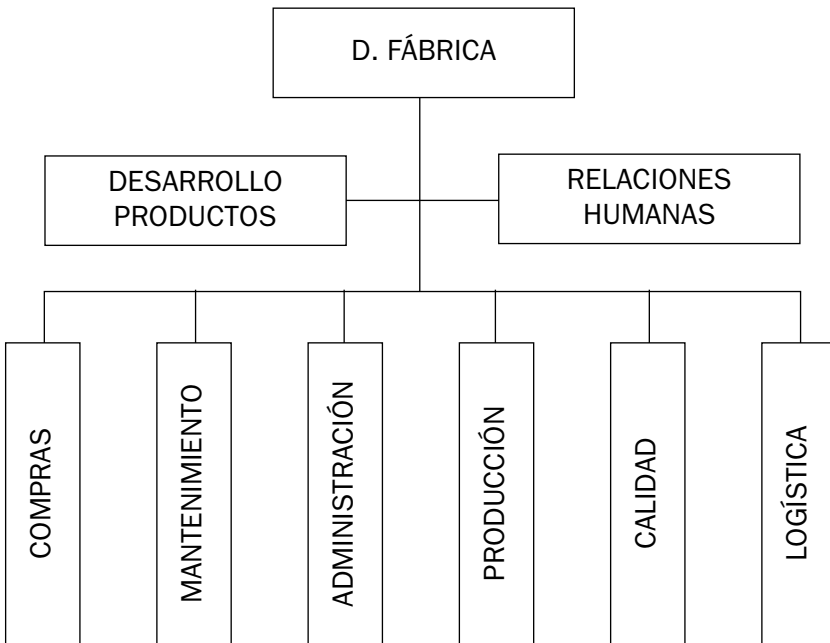 D. FÁBRICA
DESARROLLO
PRODUCTOS
RELACIONES
HUMANAS
COMPRAS
MANTENIMIENTO
ADMINISTRACIÓN
PRODUCCIÓN
CALIDAD
LOGÍSTICA